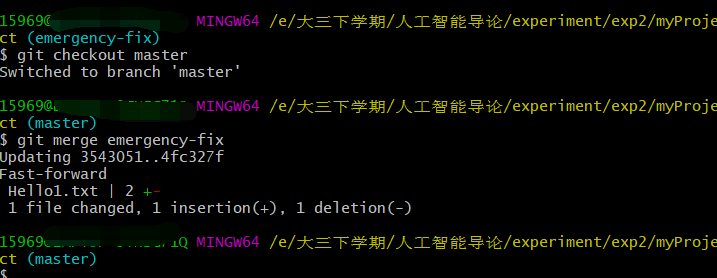 15969@ MINGW64 /e/大三下学期/人工智能导论/experiment/exp2/myProje
ct (emergency-fix)
$ git checkout master
Switched to branch 'master'
15969@ MINGW64 /e/大三下学期/人工智能导论/experiment/exp2/myProje
ct (master)
$ git merge emergency-fix
Updating 3543051..4fc327f
Fast-forward
Hello1.txt | 2 +-
1 file changed, 1 insertion(+), 1 deletion(-)
15969@ MINGW64 /e/大三下学期/人工智能导论/experiment/exp2/myProje
ct (master)
$